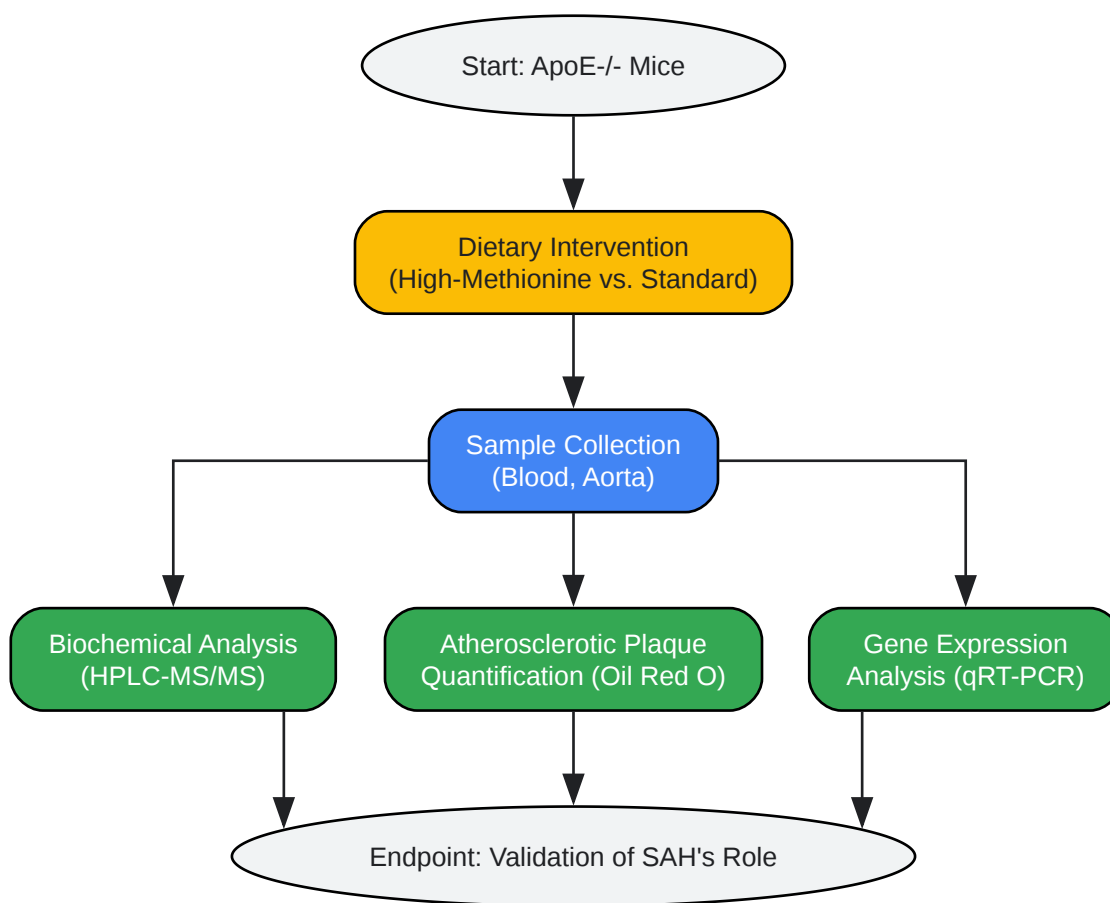 Start: ApoE-/- Mice
Dietary Intervention
(High-Methionine vs. Standard)
Sample Collection
(Blood, Aorta)
Biochemical Analysis
(HPLC-MS/MS)
Atherosclerotic Plaque
Quantification (Oil Red O)
Gene Expression
Analysis (qRT-PCR)
Endpoint: Validation of SAH's Role